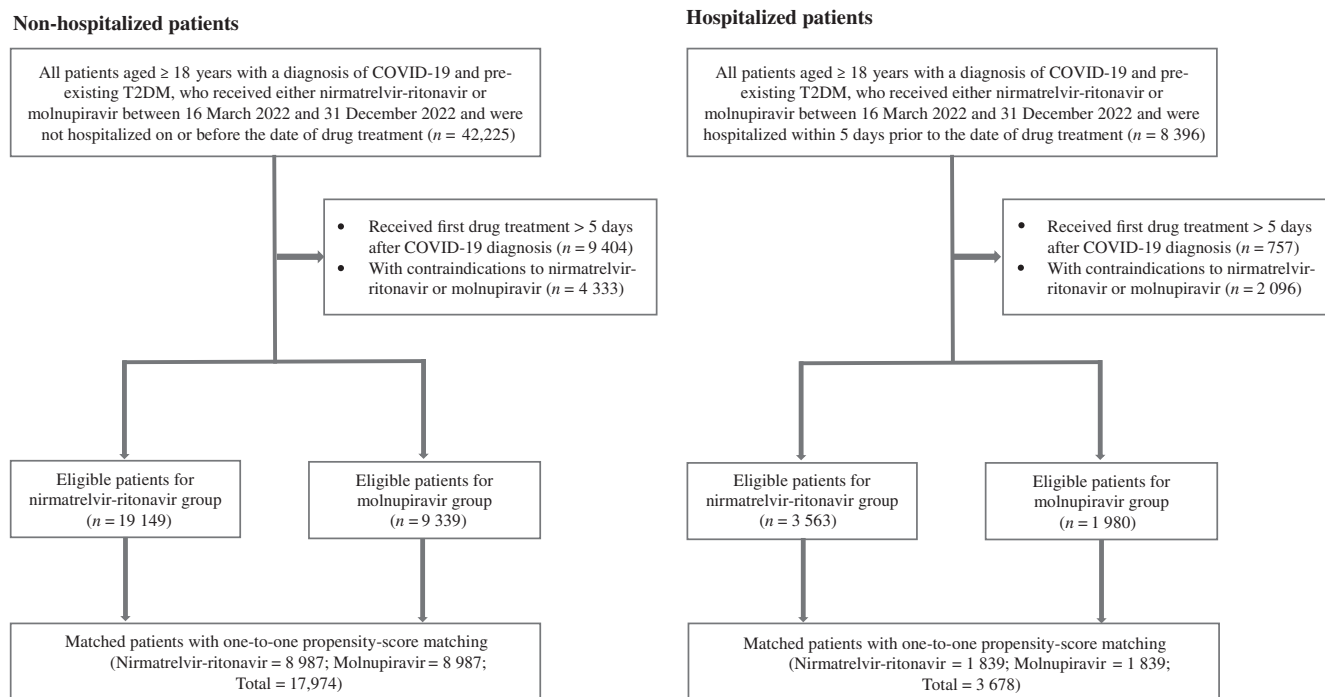 Non-hospitalized patients
All patients aged ≥ 18 years with a diagnosis of COVID-19 and pre-
existing T2DM, who received either nirmatrelvir-ritonavir or
molnupiravir between 16 March 2022 and 31 December 2022 and were
not hospitalized on or before the date of drug treatment (n = 42,225)
• Received first drug treatment > 5 days
after COVID-19 diagnosis (n = 9 404)
• With contraindications to nirmatrelvir-
ritonavir or molnupiravir (n = 4 333)
Eligible patients for
nirmatrelvir-ritonavir group
(n = 19 149)
Eligible patients for
molnupiravir group
(n = 9 339)
Matched patients with one-to-one propensity-score matching
(Nirmatrelvir-ritonavir = 8 987; Molnupiravir = 8 987;
Total = 17,974)
Hospitalized patients
All patients aged ≥ 18 years with a diagnosis of COVID-19 and pre-
existing T2DM, who received either nirmatrelvir-ritonavir or
molnupiravir between 16 March 2022 and 31 December 2022 and were
hospitalized within 5 days prior to the date of drug treatment (n = 8 396)
• Received first drug treatment > 5 days
after COVID-19 diagnosis (n = 757)
• With contraindications to nirmatrelvir-
ritonavir or molnupiravir (n = 2 096)
Eligible patients for
nirmatrelvir-ritonavir group
(n = 3 563)
Eligible patients for
molnupiravir group
(n = 1 980)
Matched patients with one-to-one propensity-score matching
(Nirmatrelvir-ritonavir = 1 839; Molnupiravir = 1 839;
Total = 3 678)